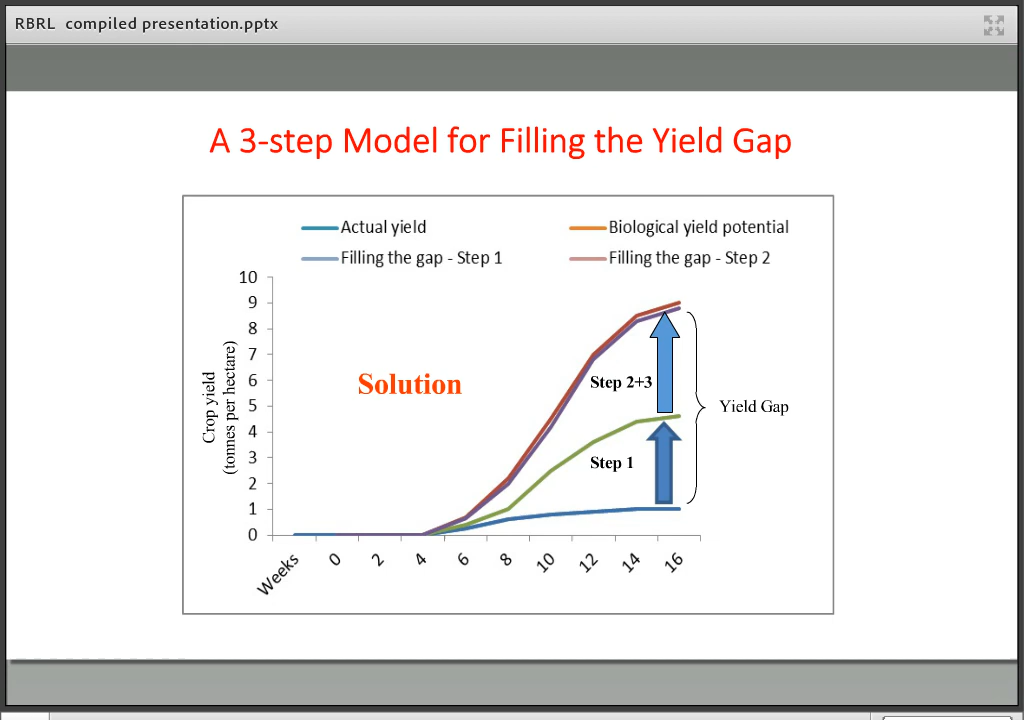 RBRL  compiled presentation.pptx
A 3-step Model for Filling the Yield Gap
Actual yield
Biological yield potential
Filling the gap - Step 1
Filling the gap - Step 2
10
9
8
7
6
5
4
3
2
1
0
Crop yield
(tonnes per hectare)
Solution
Step 2+3
Step 1
Yield Gap
Weeks
0
2
4
6
8
10
12
14
16